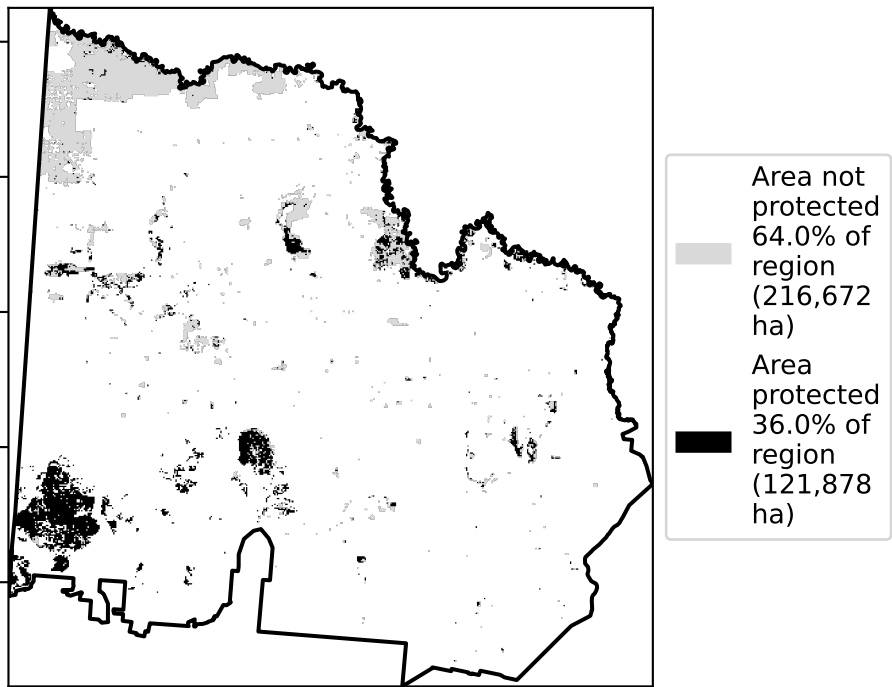 Area not
protected
64.0% of
region
(216,672
ha)
Area
protected
36.0% of
region
(121,878
ha)